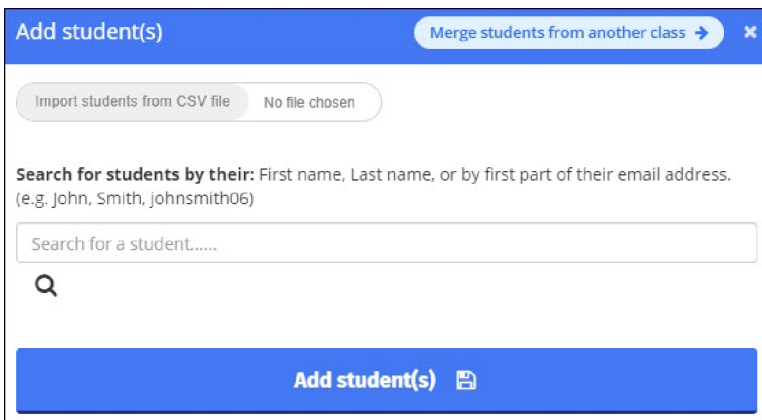 Add student(s)
Merge students from another class
Import students from CSV file No file chosen
Search for students by their: First name, Last name, or by first part of their email address.
(e.g. John, Smith, johnsmith06)
Search for a student......
Add student(s)